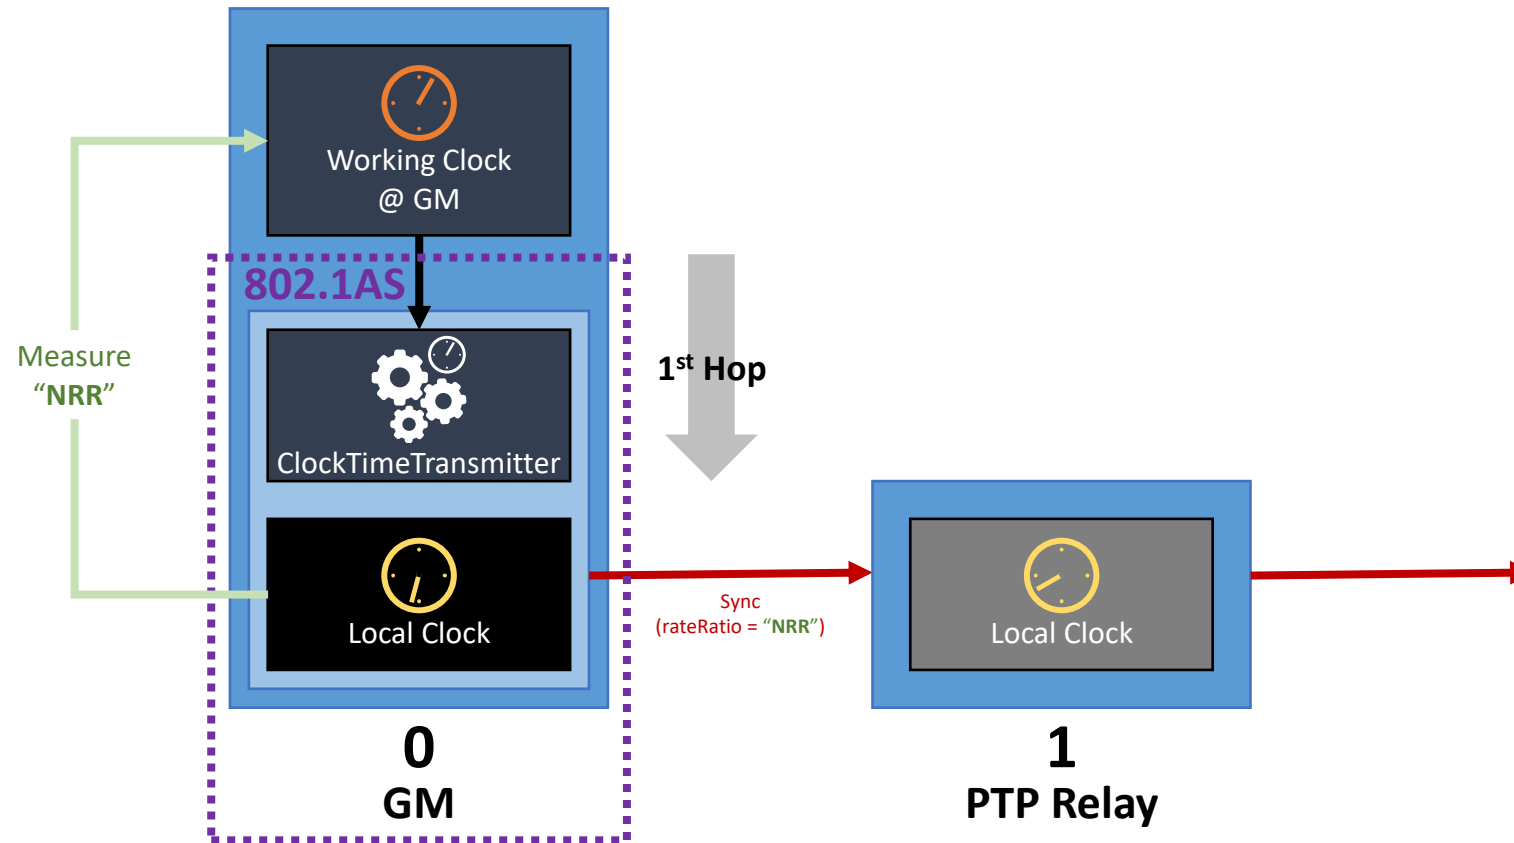 Working Clock
@ GM
802.1AS
Measure
“NRR”
1st Hop
ClockTimeTransmitter
Local Clock
Sync
(rateRatio = “NRR”)
Local Clock
0
GM
1
PTP Relay